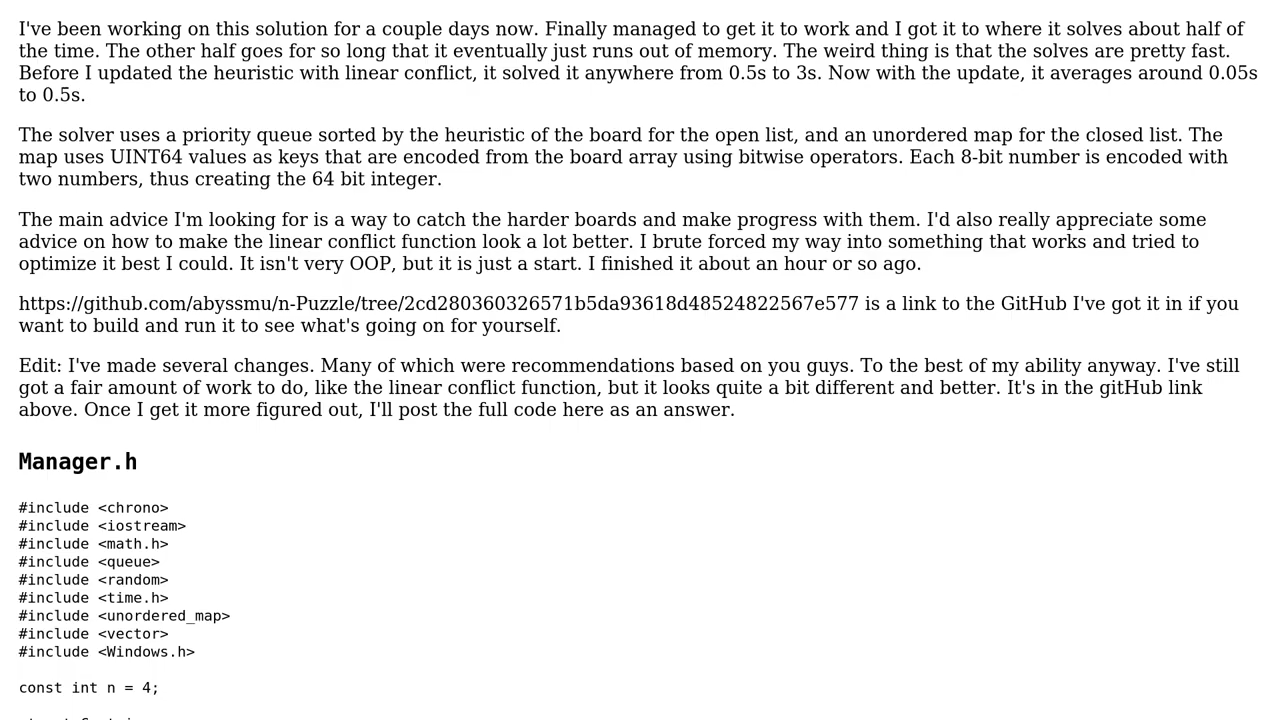 I've been working on this solution for a couple days now. Finally managed to get it to work and I got it to where it solves about half of
the time. The other half goes for so long that it eventually just runs out of memory. The weird thing is that the solves are pretty fast.
Before I updated the heuristic with linear conflict, it solved it anywhere from 0.5s to 3s. Now with the update, it averages around 0.05s
to 0.5s.
The solver uses a priority queue sorted by the heuristic of the board for the open list, and an unordered map for the closed list. The
map uses UINT64 values as keys that are encoded from the board array using bitwise operators. Each 8-bit number is encoded with
two numbers, thus creating the 64 bit integer.
The main advice I'm looking for is a way to catch the harder boards and make progress with them. I'd also really appreciate some
advice on how to make the linear conflict function look a lot better. I brute forced my way into something that works and tried to
optimize it best I could. It isn't very OOP, but it is just a start. I finished it about an hour or so ago.
https://github.com/abyssmu/n-Puzzle/tree/2cd280360326571b5da93618d48524822567e577 is a link to the GitHub I've got it in if you
want to build and run it to see what's going on for yourself.
Edit: I've made several changes. Many of which were recommendations based on you guys. To the best of my ability anyway. I've still
got a fair amount of work to do, like the linear conflict function, but it looks quite a bit different and better. It's in the gitHub link
above. Once I get it more figured out, I'll post the full code here as an answer.
Manager.h
#include <chrono>
#include <iostream>
#include <math.h>
#include <queue>
#include <random>
#include <time.h>
#include <unordered_map>
#include <vector>
#include <Windows.h>
const int n = 4;